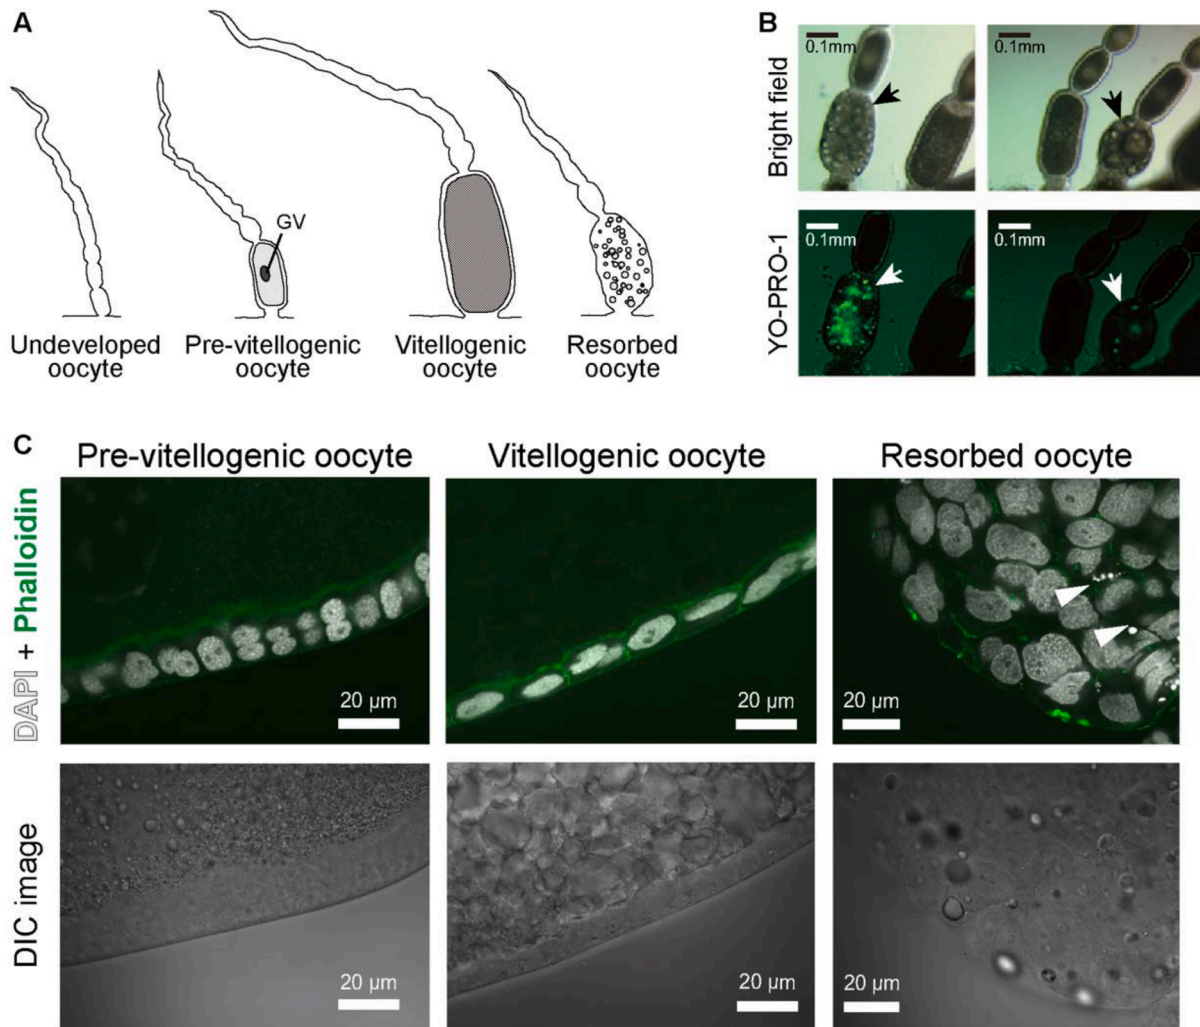 A
GV
Undeveloped
oocyte
Pre-vitellogenic
oocyte
Vitellogenic
oocyte
Resorbed
oocyte
B
Bright field
0.1mm
0.1mm
YO-PRO-1
0.1mm
0.1mm
C
Pre-vitellogenic oocyte
Vitellogenic oocyte
Resorbed oocyte
DAPI + Phalloidin
20 µm
20 µm
20 µm
DIC image
20 µm
20 µm
20 µm